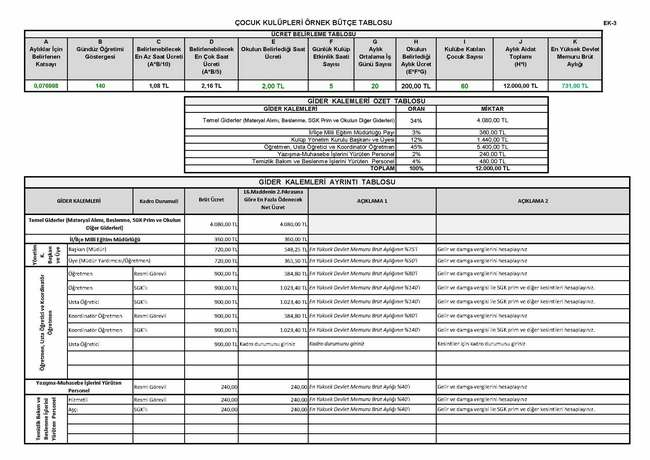 ÇOCUK KULÜPLERİ ÖRNEK BÜTÇE TABLOSU
EK-3
ÜCRET BELİRLEME TABLOSU
A B C D E F G H I J K
Aylıklar İçin Belirlenen Katsayı
Gündüz Öğretimi Göstergesi
Belirlenebilecek En Az Saat Ücreti (A*B/10)
Belirlenebilecek En Çok Saat Ücreti (A*B/5)
Okulun Belirlediği Saat Ücreti
Günlük Kulüp Etkinlik Saati Sayısı
Aylık Ortalama İş Günü Sayısı
Okulun Belirlediği Aylık Ücret (E*F*G)
Kulübe Katılan Çocuk Sayısı
Aylık Aidat Toplamı (H*I)
En Yüksek Devlet Memuru Brüt Aylığı
140 1,08 TL 2,16 TL 2,00 TL 5 20 200,00 TL 60 12.000,00 TL 731,00 TL
GİDER KALEMLERİ ÖZET TABLOSU
GİDER KALEMLERİ ORAN MİKTAR
Temel Giderler (Materyal Alımı, Beslenme, SGK Prim ve Okulun Diğer Giderleri) 34% 4.080,00 TL
İl/İlçe Milli Eğitim Müdürlüğü Payı 3% 360,00 TL
Kulüp Yönetim Kurulu Başkanı ve Üyesi 12% 1.440,00 TL
Öğretmen, Usta Öğretici ve Koordinatör Öğretmen 45% 5.400,00 TL
Yazışma-Muhasebe İşlerini Yürüten Personel 2% 240,00 TL
Temizlik Bakım ve Beslenme İşlerini Yürüten Personel 4% 480,00 TL
TOPLAM 100% 12.000,00 TL
GİDER KALEMLERİ AYRINTI TABLOSU
GİDER KALEMLERİ
Kadro Durumuli
Brüt Ücret
16.Maddenin 2.Fıkrasına Göre En Fazla Ödenecek Net Ücret
AÇIKLAMA 1
AÇIKLAMA 2
Temel Giderler (Materyal Alımı, Beslenme, SGK Prim ve Okulun Diğer Giderleri) 4.080,00 TL 4.080,00 TL
İl/İlçe Milli Eğitim Müdürlüğü 360,00 TL 360,00 TL
Yönetim K. Başkan ve Üye
Başkan (Müdür) 720,00 TL 548,25 TL En Yüksek Devlet Memuru Brüt Aylığının %75'i Gelir ve damga vergilerini hesaplayınız
Üye (Müdür Yardımcısı/Öğretmen) 720,00 TL En Yüksek Devlet Memuru Brüt Aylığının %50'i Gelir ve damga vergilerini hesaplayınız
Öğretmen, Usta Öğretici ve Koordinatör Öğretmen
Öğretmen Resmi Görevli 900,00 TL 584,80 TL En Yüksek Devlet Memuru Brüt Aylığının %80'i Gelir ve damga vergilerini hesaplayınız
Öğretmen SGK'lı 900,00 TL 1.023,40 TL En Yüksek Devlet Memuru Brüt Aylığının %140'ı Gelir ve damga vergisi ile SGK prim ve diğer kesintileri hesaplayınız.
Usta Öğretici SGK'lı 900,00 TL 1.023,40 TL En Yüksek Devlet Memuru Brüt Aylığının %140'ı Gelir ve damga vergisi ile SGK prim ve diğer kesintileri hesaplayınız.
Koordinatör Öğretmen Resmi Görevli 900,00 TL 584,80 TL En Yüksek Devlet Memuru Brüt Aylığı %80'i Gelir ve damga vergilerini hesaplayınız
Koordinatör Öğretmen SGK'lı 900,00 TL 1.023,40 TL En Yüksek Devlet Memuru Brüt Aylığı %140'ı Gelir ve damga vergisi ile SGK prim ve diğer kesintileri hesaplayınız.
Usta Öğretici 900,00 TL Kadro durumunu giriniz Kadro durumunu giriniz Kesintiler için kadro durumunu giriniz
Yazışma-Muhasebe İşlerini Yürüten Personel Resmi Görevli 240,00 240,00 En Yüksek Devlet Memuru Brüt Aylığı %40'ı Gelir ve damga vergilerini hesaplayınız
Temizlik Bakım ve Beslenme İşlerini Yürüten Personel
Hizmetli Resmi Görevli 240,00 240,00 En Yüksek Devlet Memuru Brüt Aylığı %40'ı Gelir ve damga vergilerini hesaplayınız
Aşçı SGK'lı 240,00 240,00 En Yüksek Devlet Memuru Brüt Aylığı %40'ı Gelir ve damga vergisi ile SGK prim ve diğer kesintileri hesaplayınız.